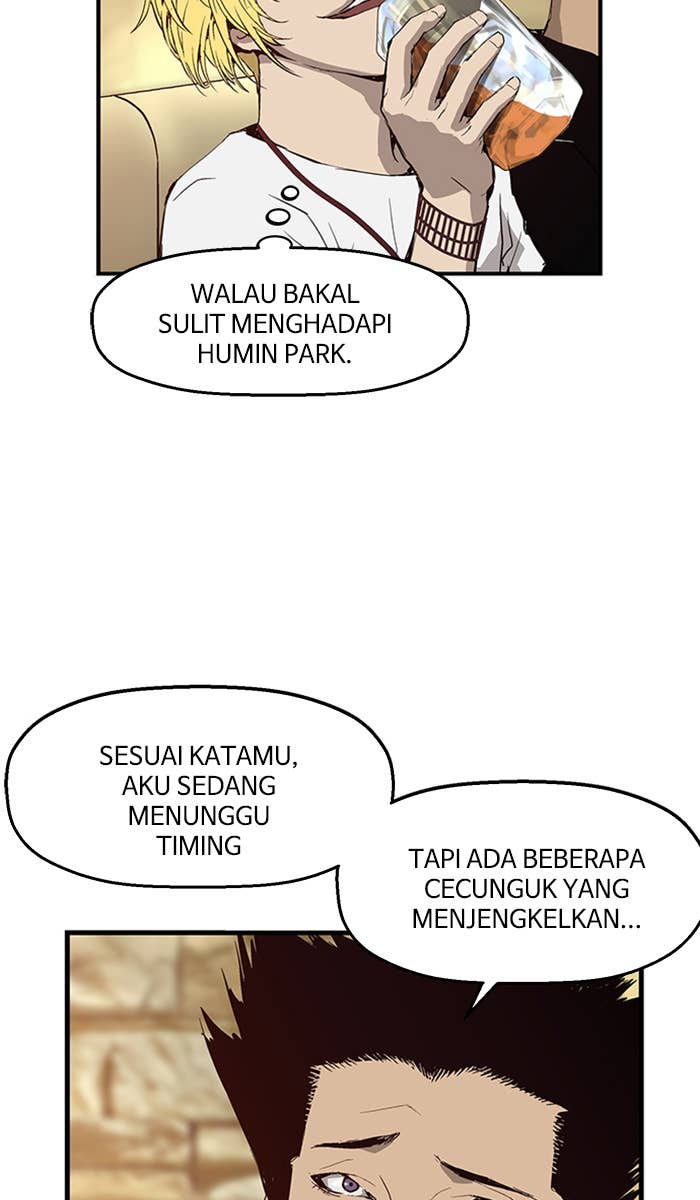 WALAU BAKAL
SULIT MENGHADAPI
HUMIN PARK.
SESUAI KATAMU,
AKU SEDANG
MENUNGGU
TIMING
TAPI ADA BEBERAPA
CECUNGUK YANG
MENJENGKELKAN...